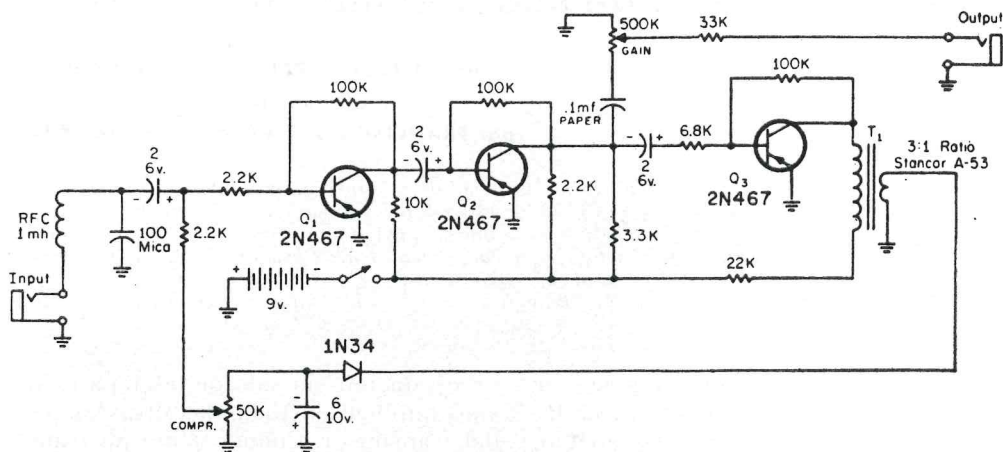 500K
GAIN
33K
Output
100K
100K
100K
.1mf
PAPER
2
6v.
- +
2
6v.
- +
2.2K
Q1
2N467
10K
Q2
2N467
2.2K
- +
2
6v.
6.8K
Q3
2N467
T1
3:1 Ratio
Stancor A-53
RFC
1mh
100
Mica
2.2K
3.3K
Input
+ -
9v.
22K
1N34
50K
COMPR.
-
+
6
10v.